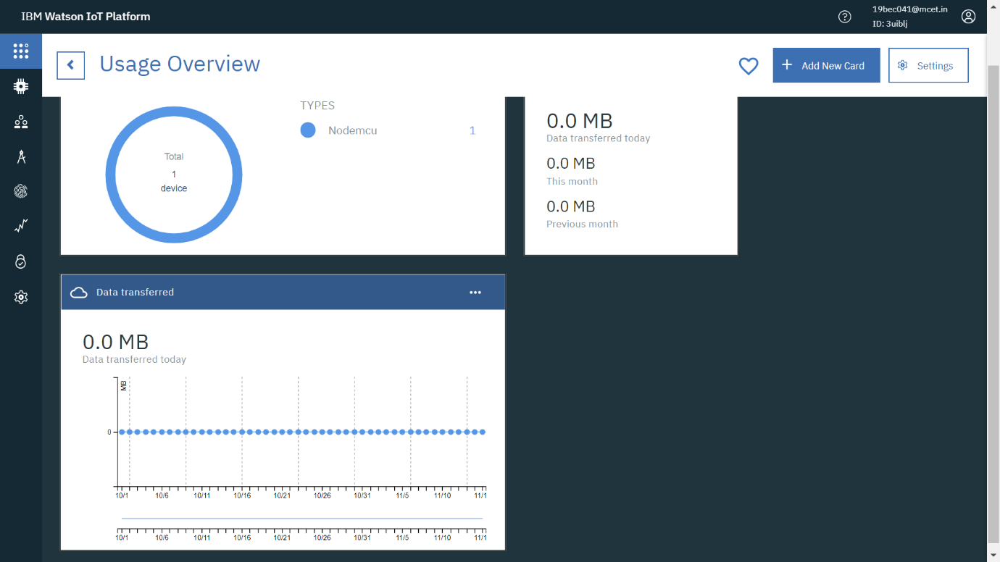 IBM Watson IoT Platform
19bec041@mcet.in
ID: 3uiblj
Usage Overview
Add New Card
Settings
TYPES
Nodemcu 1
Total
1
device
0.0 MB
Data transferred today
0.0 MB
This month
0.0 MB
Previous month
Data transferred
0.0 MB
Data transferred today
MB
0
10/1 10/6 10/11 10/16 10/21 10/26 10/31 11/5 11/10 11/1
10/1 10/6 10/11 10/16 10/21 10/26 10/31 11/5 11/10 11/1